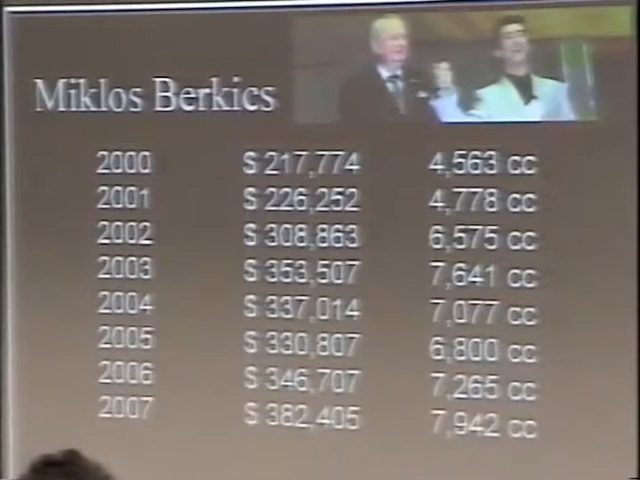 Miklos Berkics
2000 $ 217,774 4,563 cc
2001 $ 226,252 4,778 cc
2002 $ 308,863 6,575 cc
2003 $ 353,507 7,641 cc
2004 $ 337,014 7,077 cc
2005 $ 330,807 6,800 cc
2006 $ 346,707 7,265 cc
2007 $ 382,405 7,942 cc